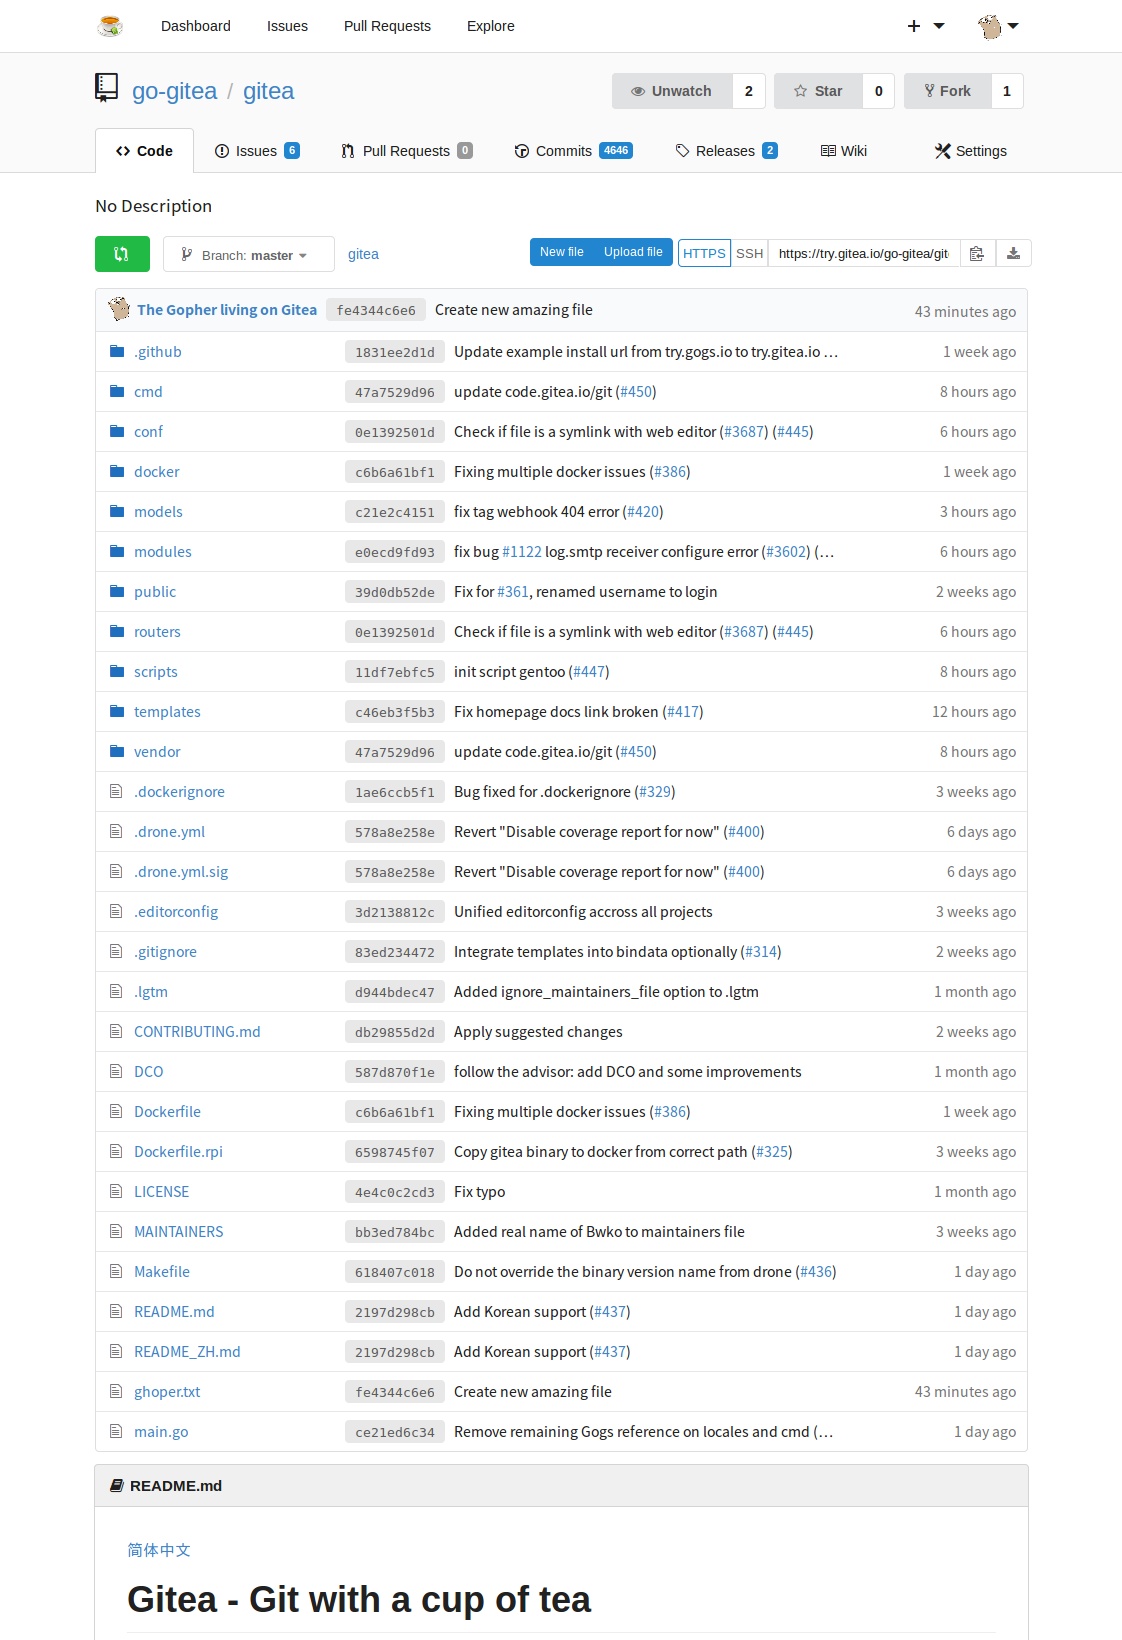 Dashboard Issues Pull Requests Explore
go-gitea / gitea Unwatch 2 Star 0 Fork 1
Code Issues 6 Pull Requests 0 Commits 4646 Releases 2 Wiki Settings
No Description
Branch: master gitea New file Upload file HTTPS SSH https://try.gitea.io/go-gitea/git
The Gopher living on Gitea fe4344c6e6 Create new amazing file 43 minutes ago
.github 1831ee2d1d Update example install url from try.gogs.io to try.gitea.io … 1 week ago
cmd 47a7529d96 update code.gitea.io/git (#450) 8 hours ago
conf 0e1392501d Check if file is a symlink with web editor (#3687) (#445) 6 hours ago
docker c6b6a61bf1 Fixing multiple docker issues (#386) 1 week ago
models c21e2c4151 fix tag webhook 404 error (#420) 3 hours ago
modules e0ecd9fd93 fix bug #1122 log.smtp receiver configure error (#3602) (… 6 hours ago
public 39d0db52de Fix for #361, renamed username to login 2 weeks ago
routers 0e1392501d Check if file is a symlink with web editor (#3687) (#445) 6 hours ago
scripts 11df7ebfc5 init script gentoo (#447) 8 hours ago
templates c46eb3f5b3 Fix homepage docs link broken (#417) 12 hours ago
vendor 47a7529d96 update code.gitea.io/git (#450) 8 hours ago
.dockerignore 1ae6ccb5f1 Bug fixed for .dockerignore (#329) 3 weeks ago
.drone.yml 578a8e258e Revert "Disable coverage report for now" (#400) 6 days ago
.drone.yml.sig 578a8e258e Revert "Disable coverage report for now" (#400) 6 days ago
.editorconfig 3d2138812c Unified editorconfig accross all projects 3 weeks ago
.gitignore 83ed234472 Integrate templates into bindata optionally (#314) 2 weeks ago
.lgtm d944bdec47 Added ignore_maintainers_file option to .lgtm 1 month ago
CONTRIBUTING.md db29855d2d Apply suggested changes 2 weeks ago
DCO 587d870f1e follow the advisor: add DCO and some improvements 1 month ago
Dockerfile c6b6a61bf1 Fixing multiple docker issues (#386) 1 week ago
Dockerfile.rpi 6598745f07 Copy gitea binary to docker from correct path (#325) 3 weeks ago
LICENSE 4e4c0c2cd3 Fix typo 1 month ago
MAINTAINERS bb3ed784bc Added real name of Bwko to maintainers file 3 weeks ago
Makefile 618407c018 Do not override the binary version name from drone (#436) 1 day ago
README.md 2197d298cb Add Korean support (#437) 1 day ago
README_ZH.md 2197d298cb Add Korean support (#437) 1 day ago
ghoper.txt fe4344c6e6 Create new amazing file 43 minutes ago
main.go ce21ed6c34 Remove remaining Gogs reference on locales and cmd (… 1 day ago
README.md
简体中文
Gitea - Git with a cup of tea